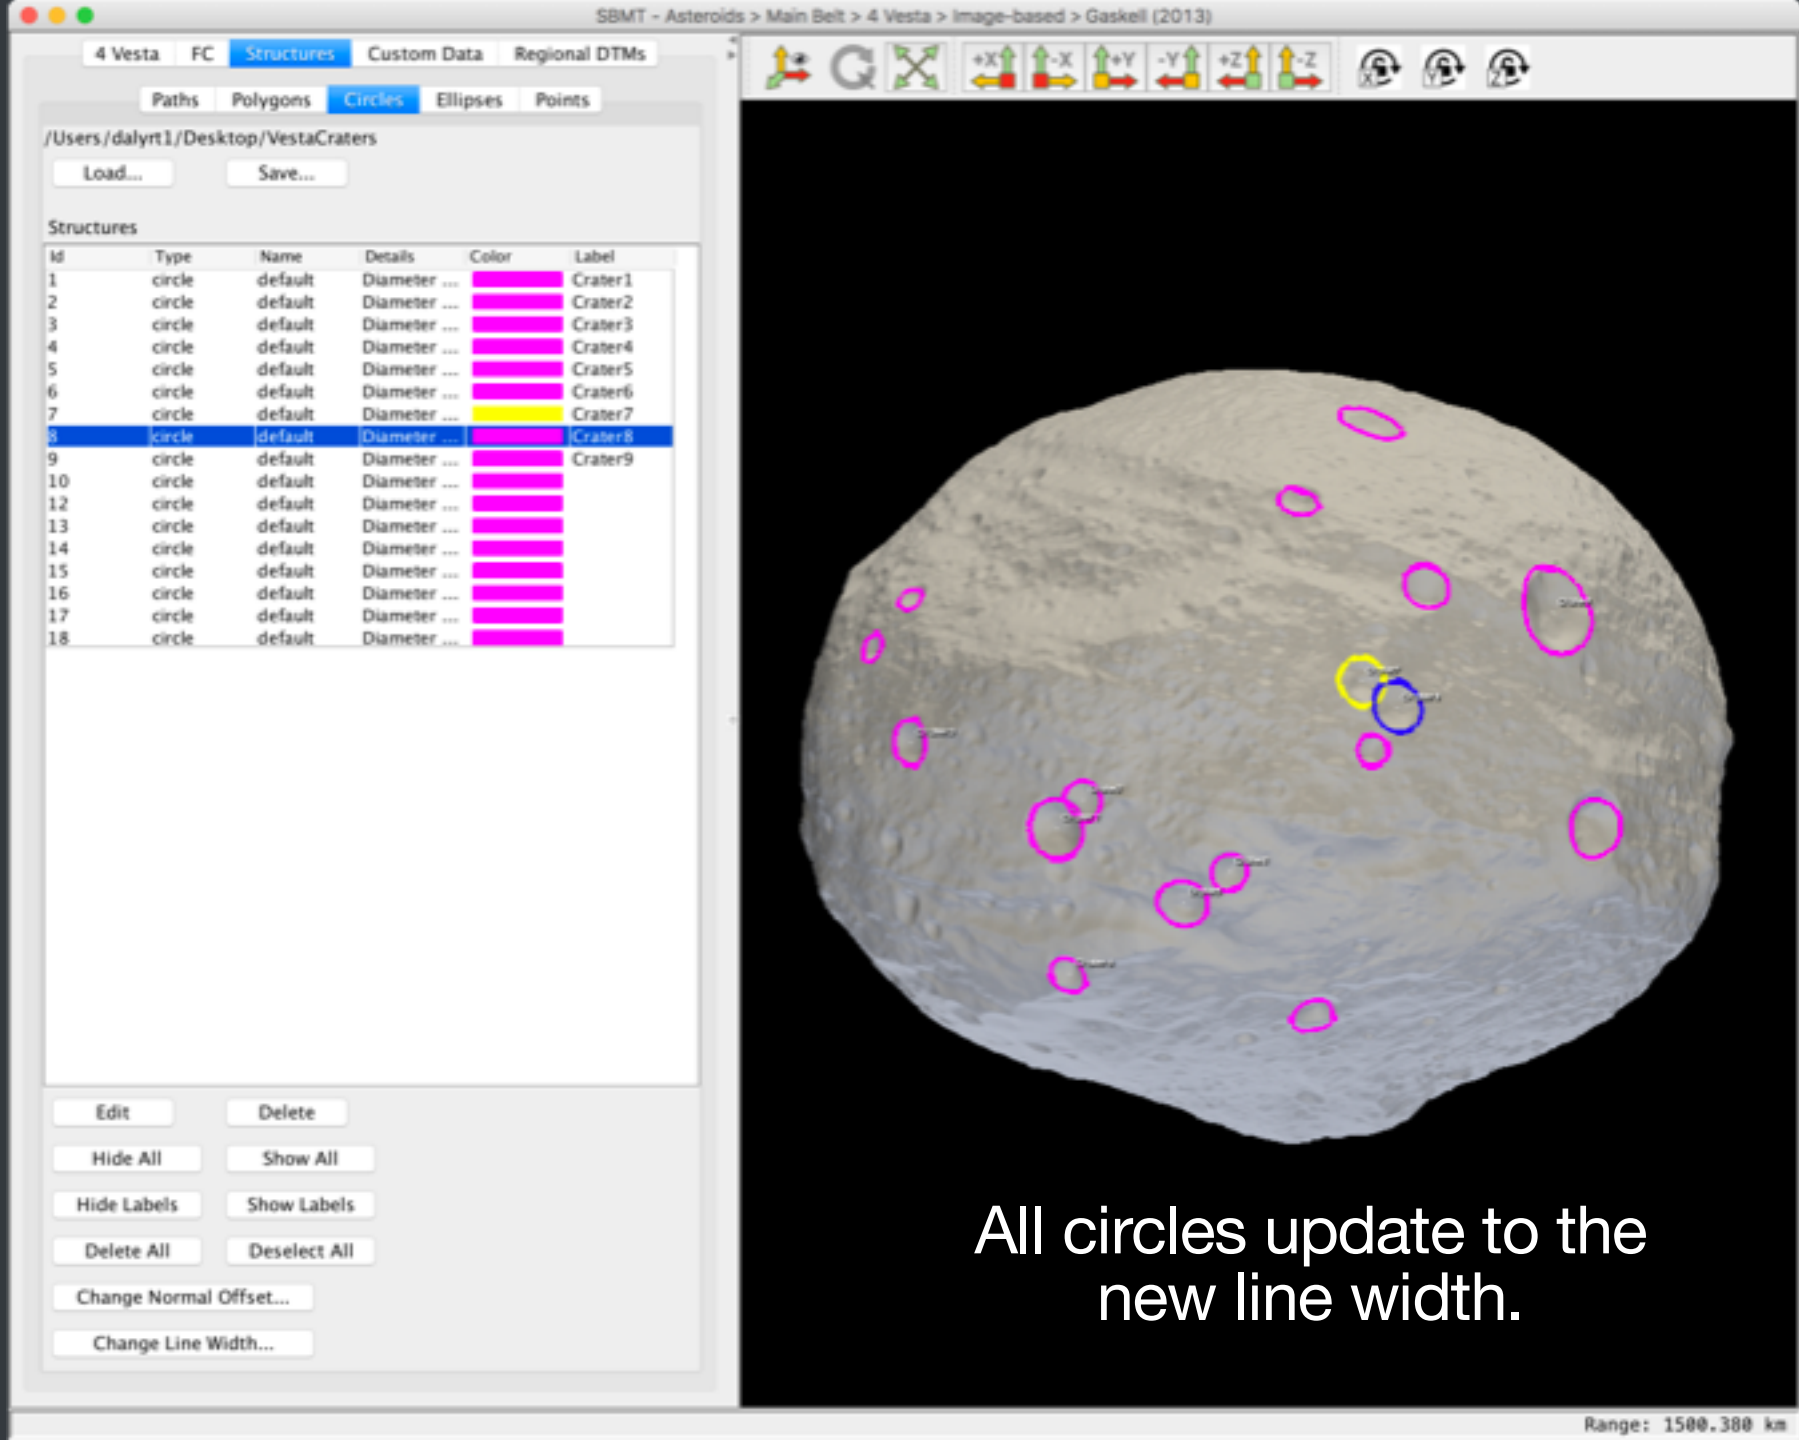 SBMT - Asteroids > Main Belt > 4 Vesta > Image-based > Gaskell (2013)
4 Vesta FC Structures Custom Data Regional DTMs
Paths Polygons Circles Ellipses Points
/Users/dalyrt1/Desktop/VestaCraters
Load... Save...
Structures
Id Type Name Details Color Label
1 circle default Diameter ... Crater1
2 circle default Diameter ... Crater2
3 circle default Diameter ... Crater3
4 circle default Diameter ... Crater4
5 circle default Diameter ... Crater5
6 circle default Diameter ... Crater6
7 circle default Diameter ... Crater7
8 circle default Diameter ... Crater8
9 circle default Diameter ... Crater9
10 circle default Diameter ...
12 circle default Diameter ...
13 circle default Diameter ...
14 circle default Diameter ...
15 circle default Diameter ...
16 circle default Diameter ...
17 circle default Diameter ...
18 circle default Diameter ...
Edit Delete
Hide All Show All
Hide Labels Show Labels
Delete All Deselect All
Change Normal Offset...
Change Line Width...
+X -X +Y -Y +Z -Z X Y Z
All circles update to the
new line width.
Range: 1500.380 km